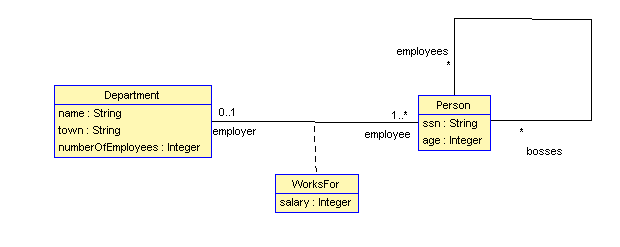 employees
*
Department
name : String
town : String
numberOfEmployees : Integer
0..1
employer
1..*
employee
Person
ssn : String
age : Integer
*
bosses
WorksFor
salary : Integer